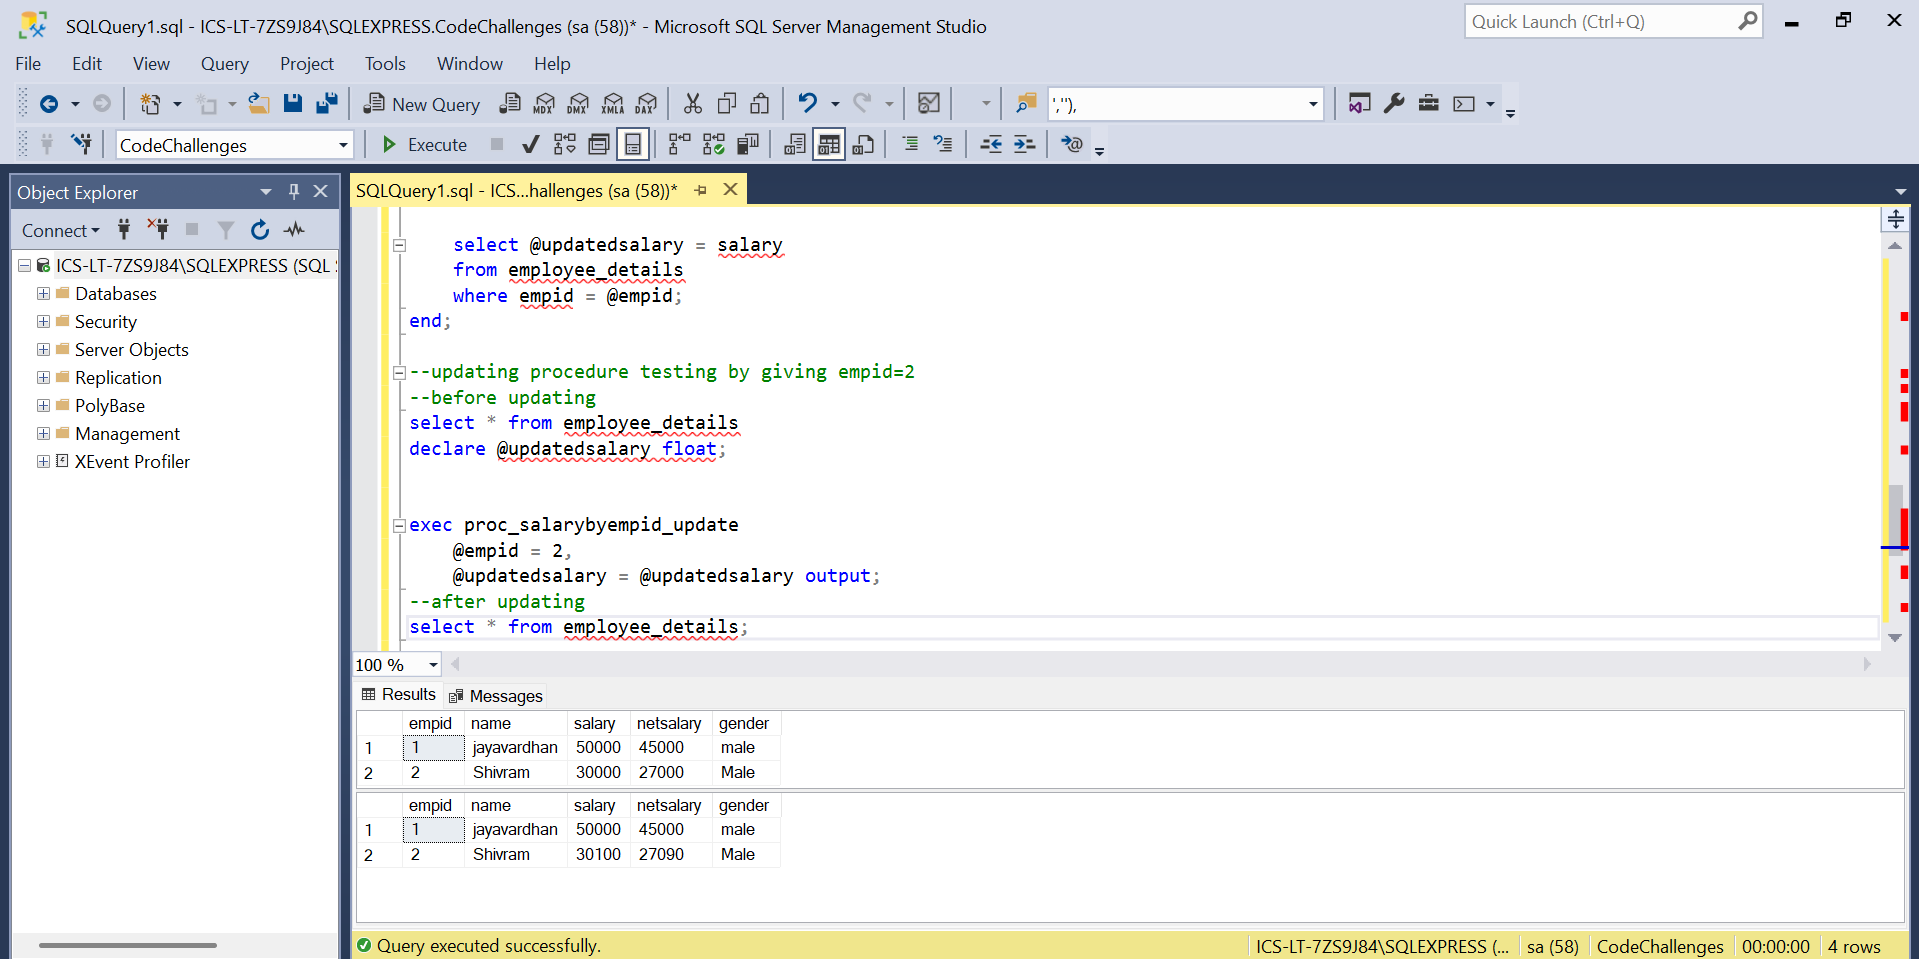 SQLQuery1.sql - ICS-LT-7ZS9J84\SQLEXPRESS.CodeChallenges (sa (58))* - Microsoft SQL Server Management Studio
Quick Launch (Ctrl+Q)
File Edit View Query Project Tools Window Help
New Query MDX DMX XMLA DAX ',''),
CodeChallenges Execute
Object Explorer
Connect
ICS-LT-7ZS9J84\SQLEXPRESS (SQL
Databases
Security
Server Objects
Replication
PolyBase
Management
XEvent Profiler
SQLQuery1.sql - ICS...hallenges (sa (58))*
select @updatedsalary = salary
from employee_details
where empid = @empid;
end;
--updating procedure testing by giving empid=2
--before updating
select * from employee_details
declare @updatedsalary float;
exec proc_salarybyempid_update
@empid = 2,
@updatedsalary = @updatedsalary output;
--after updating
select * from employee_details;
100 %
Results Messages
empid name salary netsalary gender
1 1 jayavardhan 50000 45000 male
2 2 Shivram 30000 27000 Male
empid name salary netsalary gender
1 1 jayavardhan 50000 45000 male
2 2 Shivram 30100 27090 Male
Query executed successfully. ICS-LT-7ZS9J84\SQLEXPRESS (... sa (58) CodeChallenges 00:00:00 4 rows